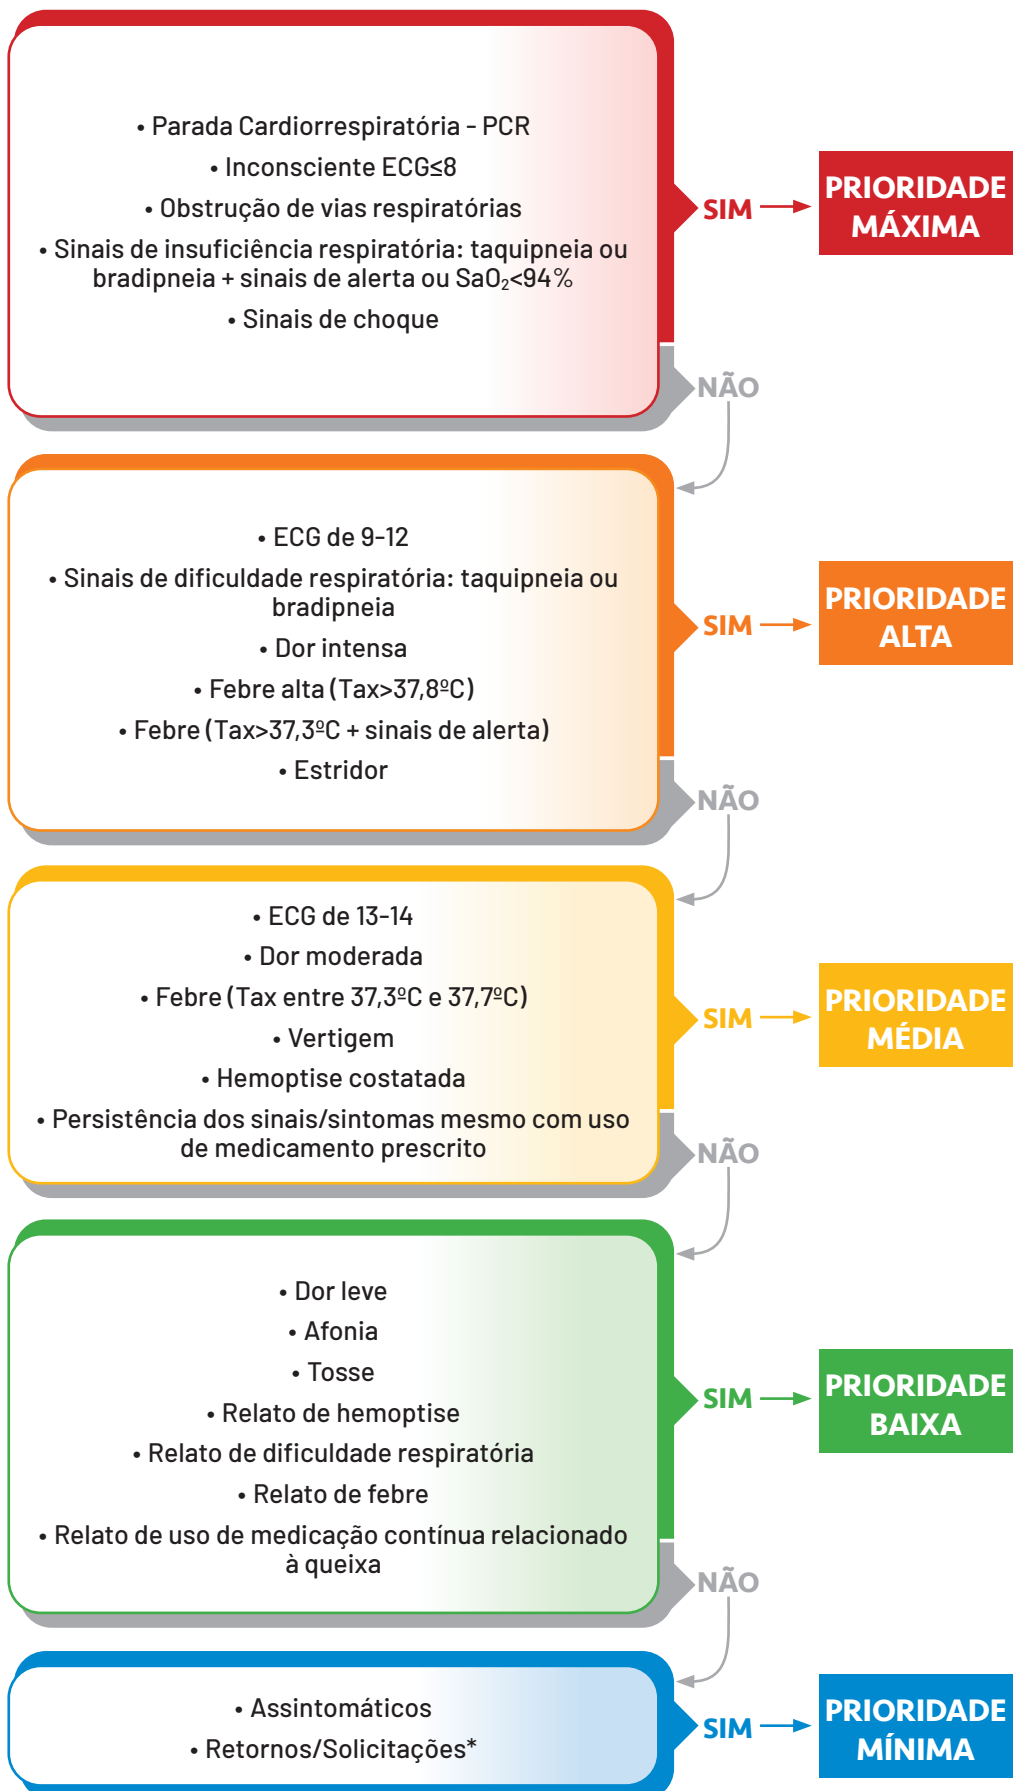 • Parada Cardiorrespiratória - PCR
• Inconsciente ECG≤8
• Obstrução de vias respiratórias
• Sinais de insuficiência respiratória: taquipneia ou
bradipneia + sinais de alerta ou SaO₂<94%
• Sinais de choque
SIM
PRIORIDADE
MÁXIMA
NÃO
• ECG de 9-12
• Sinais de dificuldade respiratória: taquipneia ou
bradipneia
• Dor intensa
• Febre alta (Tax>37,8ºC)
• Febre (Tax>37,3ºC + sinais de alerta)
• Estridor
SIM
PRIORIDADE
ALTA
NÃO
• ECG de 13-14
• Dor moderada
• Febre (Tax entre 37,3ºC e 37,7ºC)
• Vertigem
• Hemoptise costatada
• Persistência dos sinais/sintomas mesmo com uso
de medicamento prescrito
SIM
PRIORIDADE
MÉDIA
NÃO
• Dor leve
• Afonia
• Tosse
• Relato de hemoptise
• Relato de dificuldade respiratória
• Relato de febre
• Relato de uso de medicação contínua relacionado
à queixa
SIM
PRIORIDADE
BAIXA
NÃO
• Assintomáticos
• Retornos/Solicitações*
SIM
PRIORIDADE
MÍNIMA